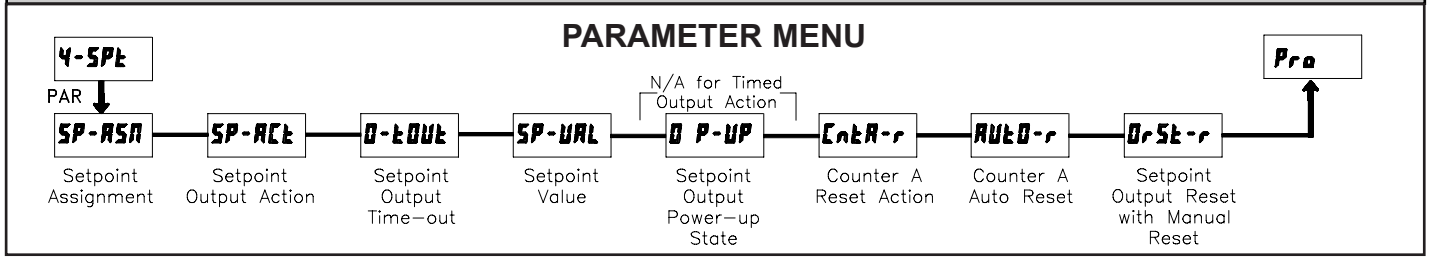 PARAMETER MENU
4-SPt
PAR
N/A for Timed
Output Action
Pro
SP-ASN
SP-ACt
O-tOUt
SP-VAL
O P-UP
CntA-r
AUtO-r
OrSt-r
Setpoint
Assignment
Setpoint
Output Action
Setpoint
Output
Time-out
Setpoint
Value
Setpoint
Output
Power-up
State
Counter A
Reset Action
Counter A
Auto Reset
Setpoint
Output Reset
with Manual
Reset